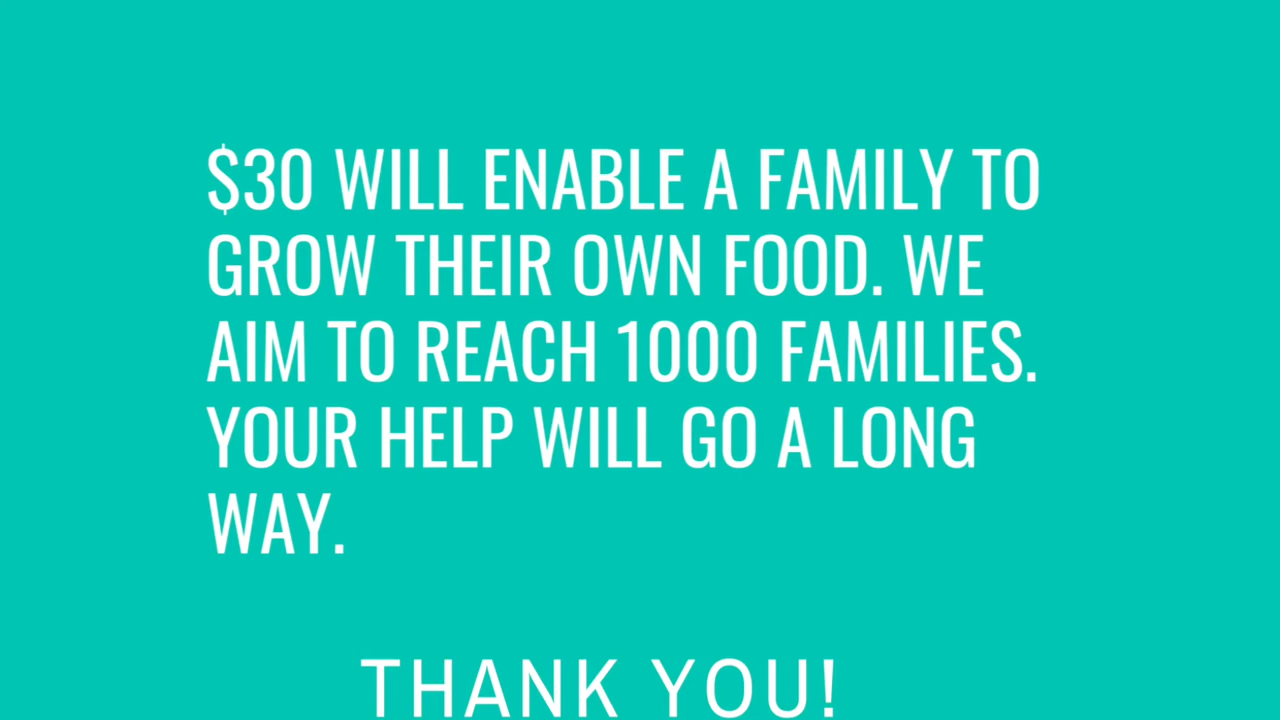 $30 WILL ENABLE A FAMILY TO
GROW THEIR OWN FOOD. WE
AIM TO REACH 1000 FAMILIES.
YOUR HELP WILL GO A LONG
WAY.
THANK YOU!